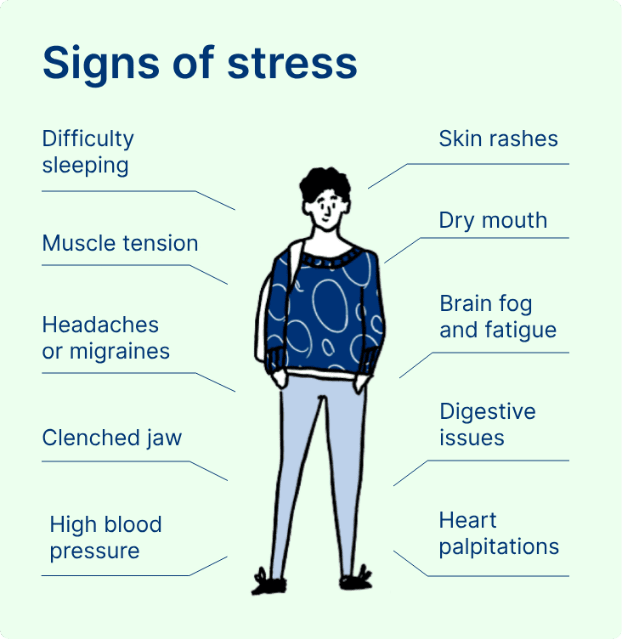 Signs of stress
Difficulty
sleeping
Muscle tension
Headaches
or migraines
Clenched jaw
High blood
pressure
Skin rashes
Dry mouth
Brain fog
and fatigue
Digestive
issues
Heart
palpitations